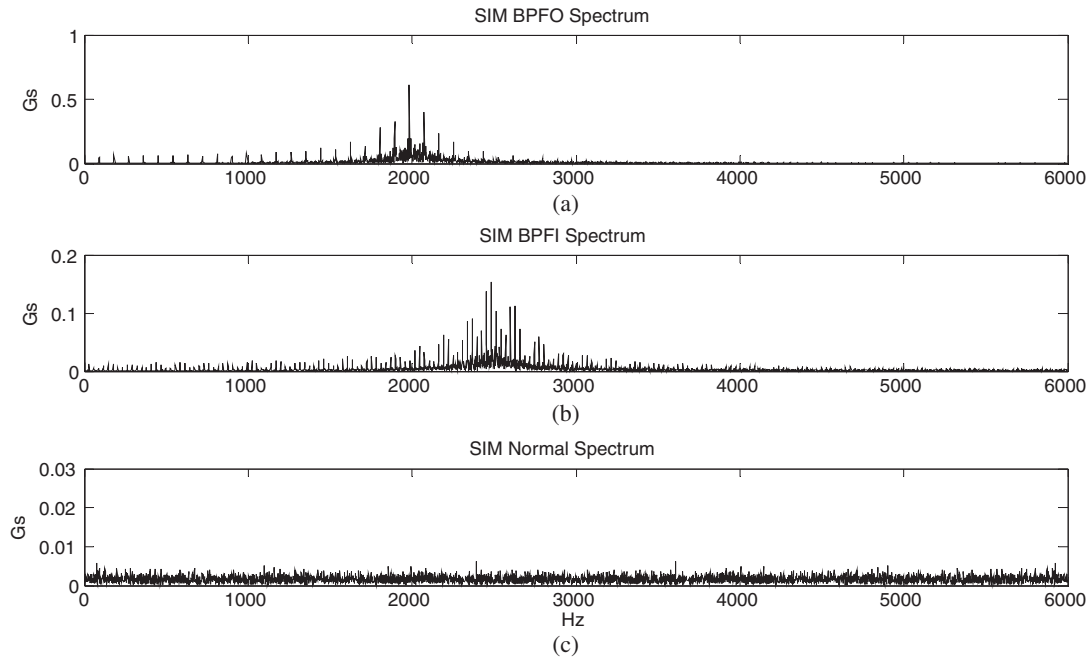 SIM BPFO Spectrum
1
0.5
0
Gs
0 1000 2000 3000 4000 5000 6000
(a)
SIM BPFI Spectrum
0.2
0.1
0
Gs
0 1000 2000 3000 4000 5000 6000
(b)
SIM Normal Spectrum
0.03
0.02
0.01
0
Gs
0 1000 2000 3000 4000 5000 6000
Hz
(c)